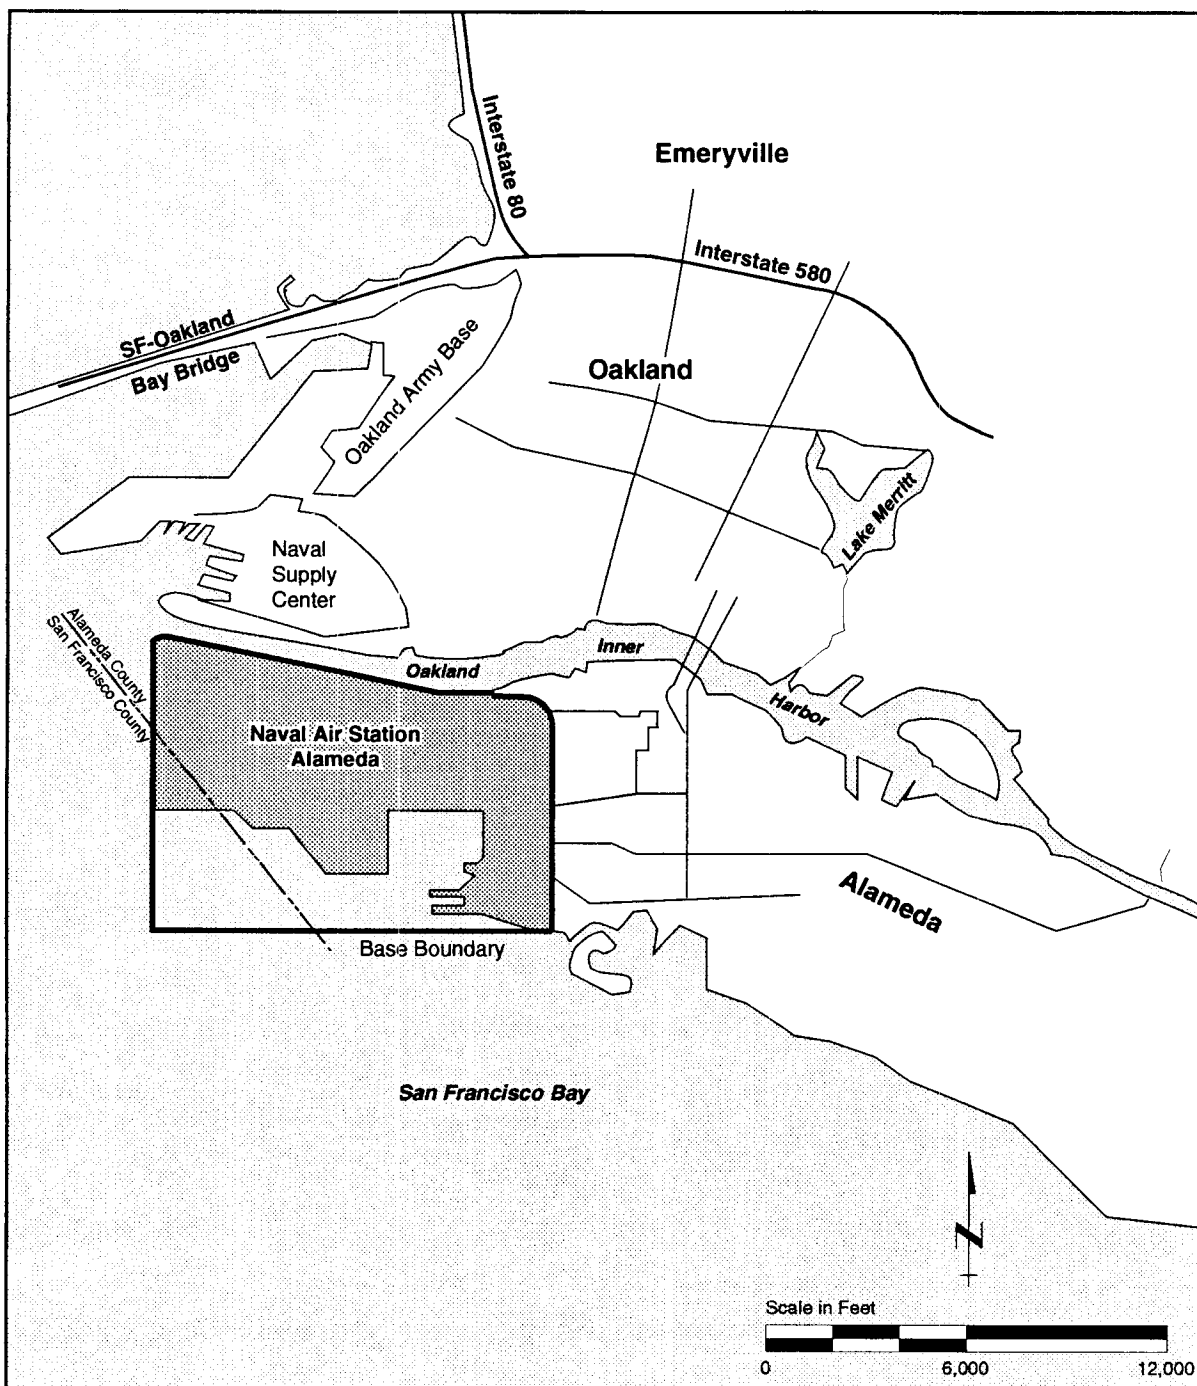 Interstate 80
Emeryville
Interstate 580
SF-Oakland
Bay Bridge
Oakland Army Base
Oakland
Lake Merritt
Naval
Supply
Center
Alameda County
San Francisco County
Oakland
Inner
Harbor
Naval Air Station
Alameda
Alameda
Base Boundary
San Francisco Bay
N
Scale in Feet
0
6,000
12,000